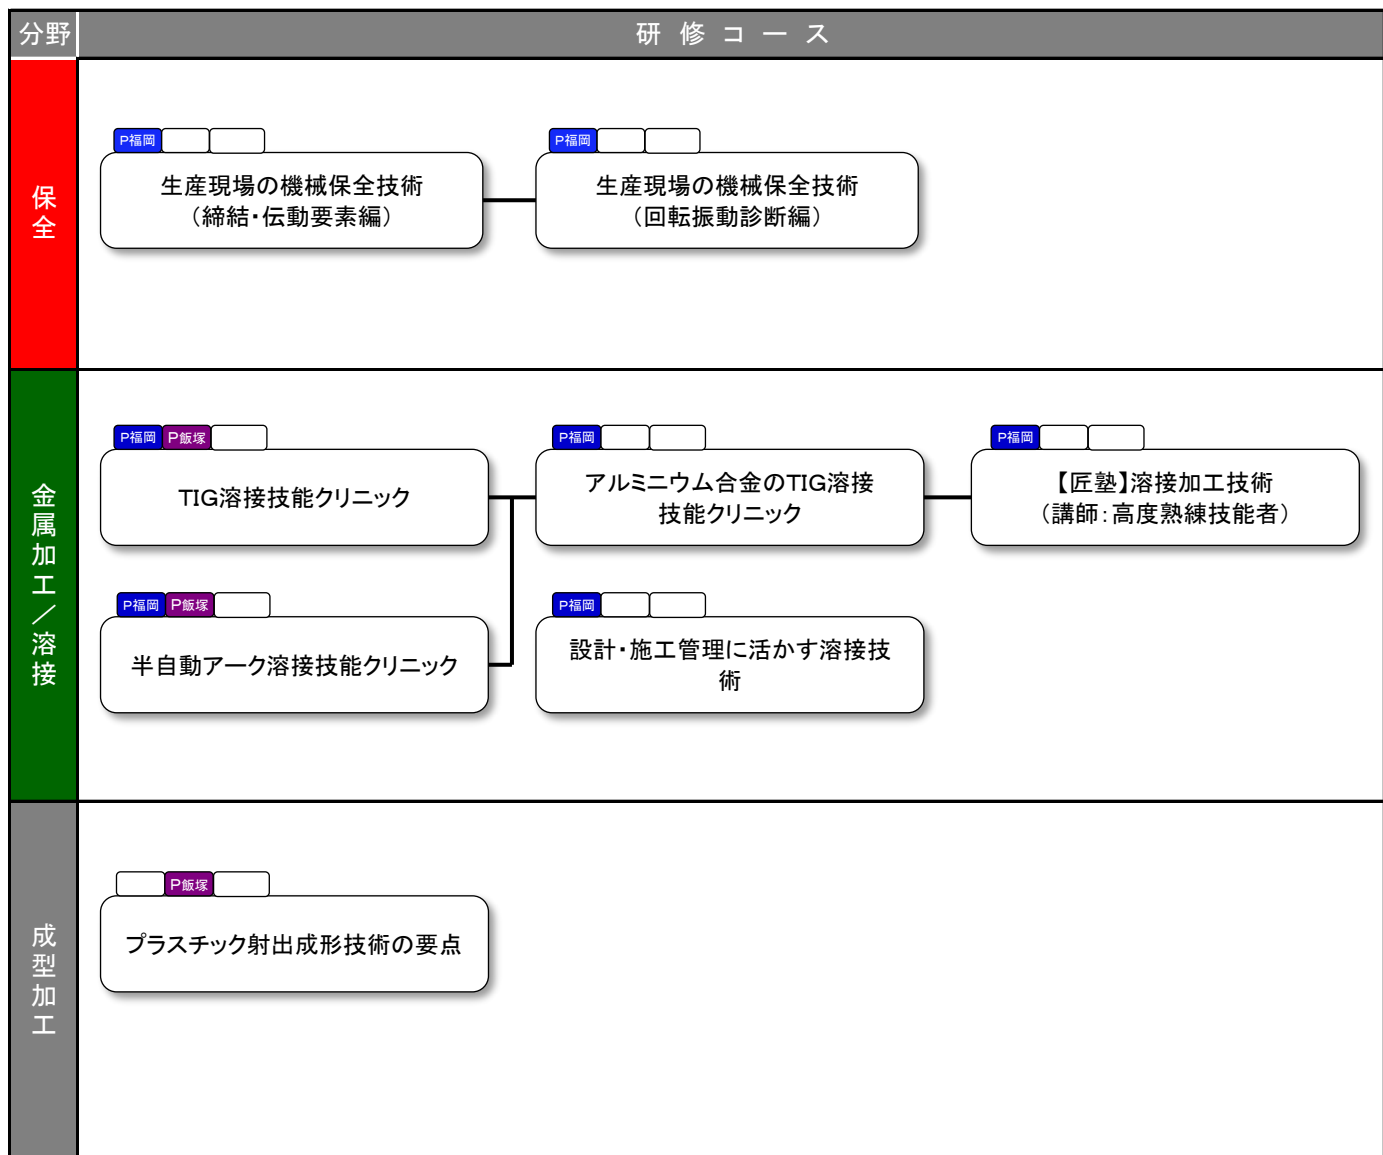 分野
研修コース
保全
P福岡
生産現場の機械保全技術
（締結・伝動要素編）
P福岡
生産現場の機械保全技術
（回転振動診断編）
金属加工／溶接
P福岡 P飯塚
TIG溶接技能クリニック
P福岡
アルミニウム合金のTIG溶接
技能クリニック
P福岡
【匠塾】溶接加工技術
（講師：高度熟練技能者）
P福岡 P飯塚
半自動アーク溶接技能クリニック
P福岡
設計・施工管理に活かす溶接技
術
成型加工
P飯塚
プラスチック射出成形技術の要点